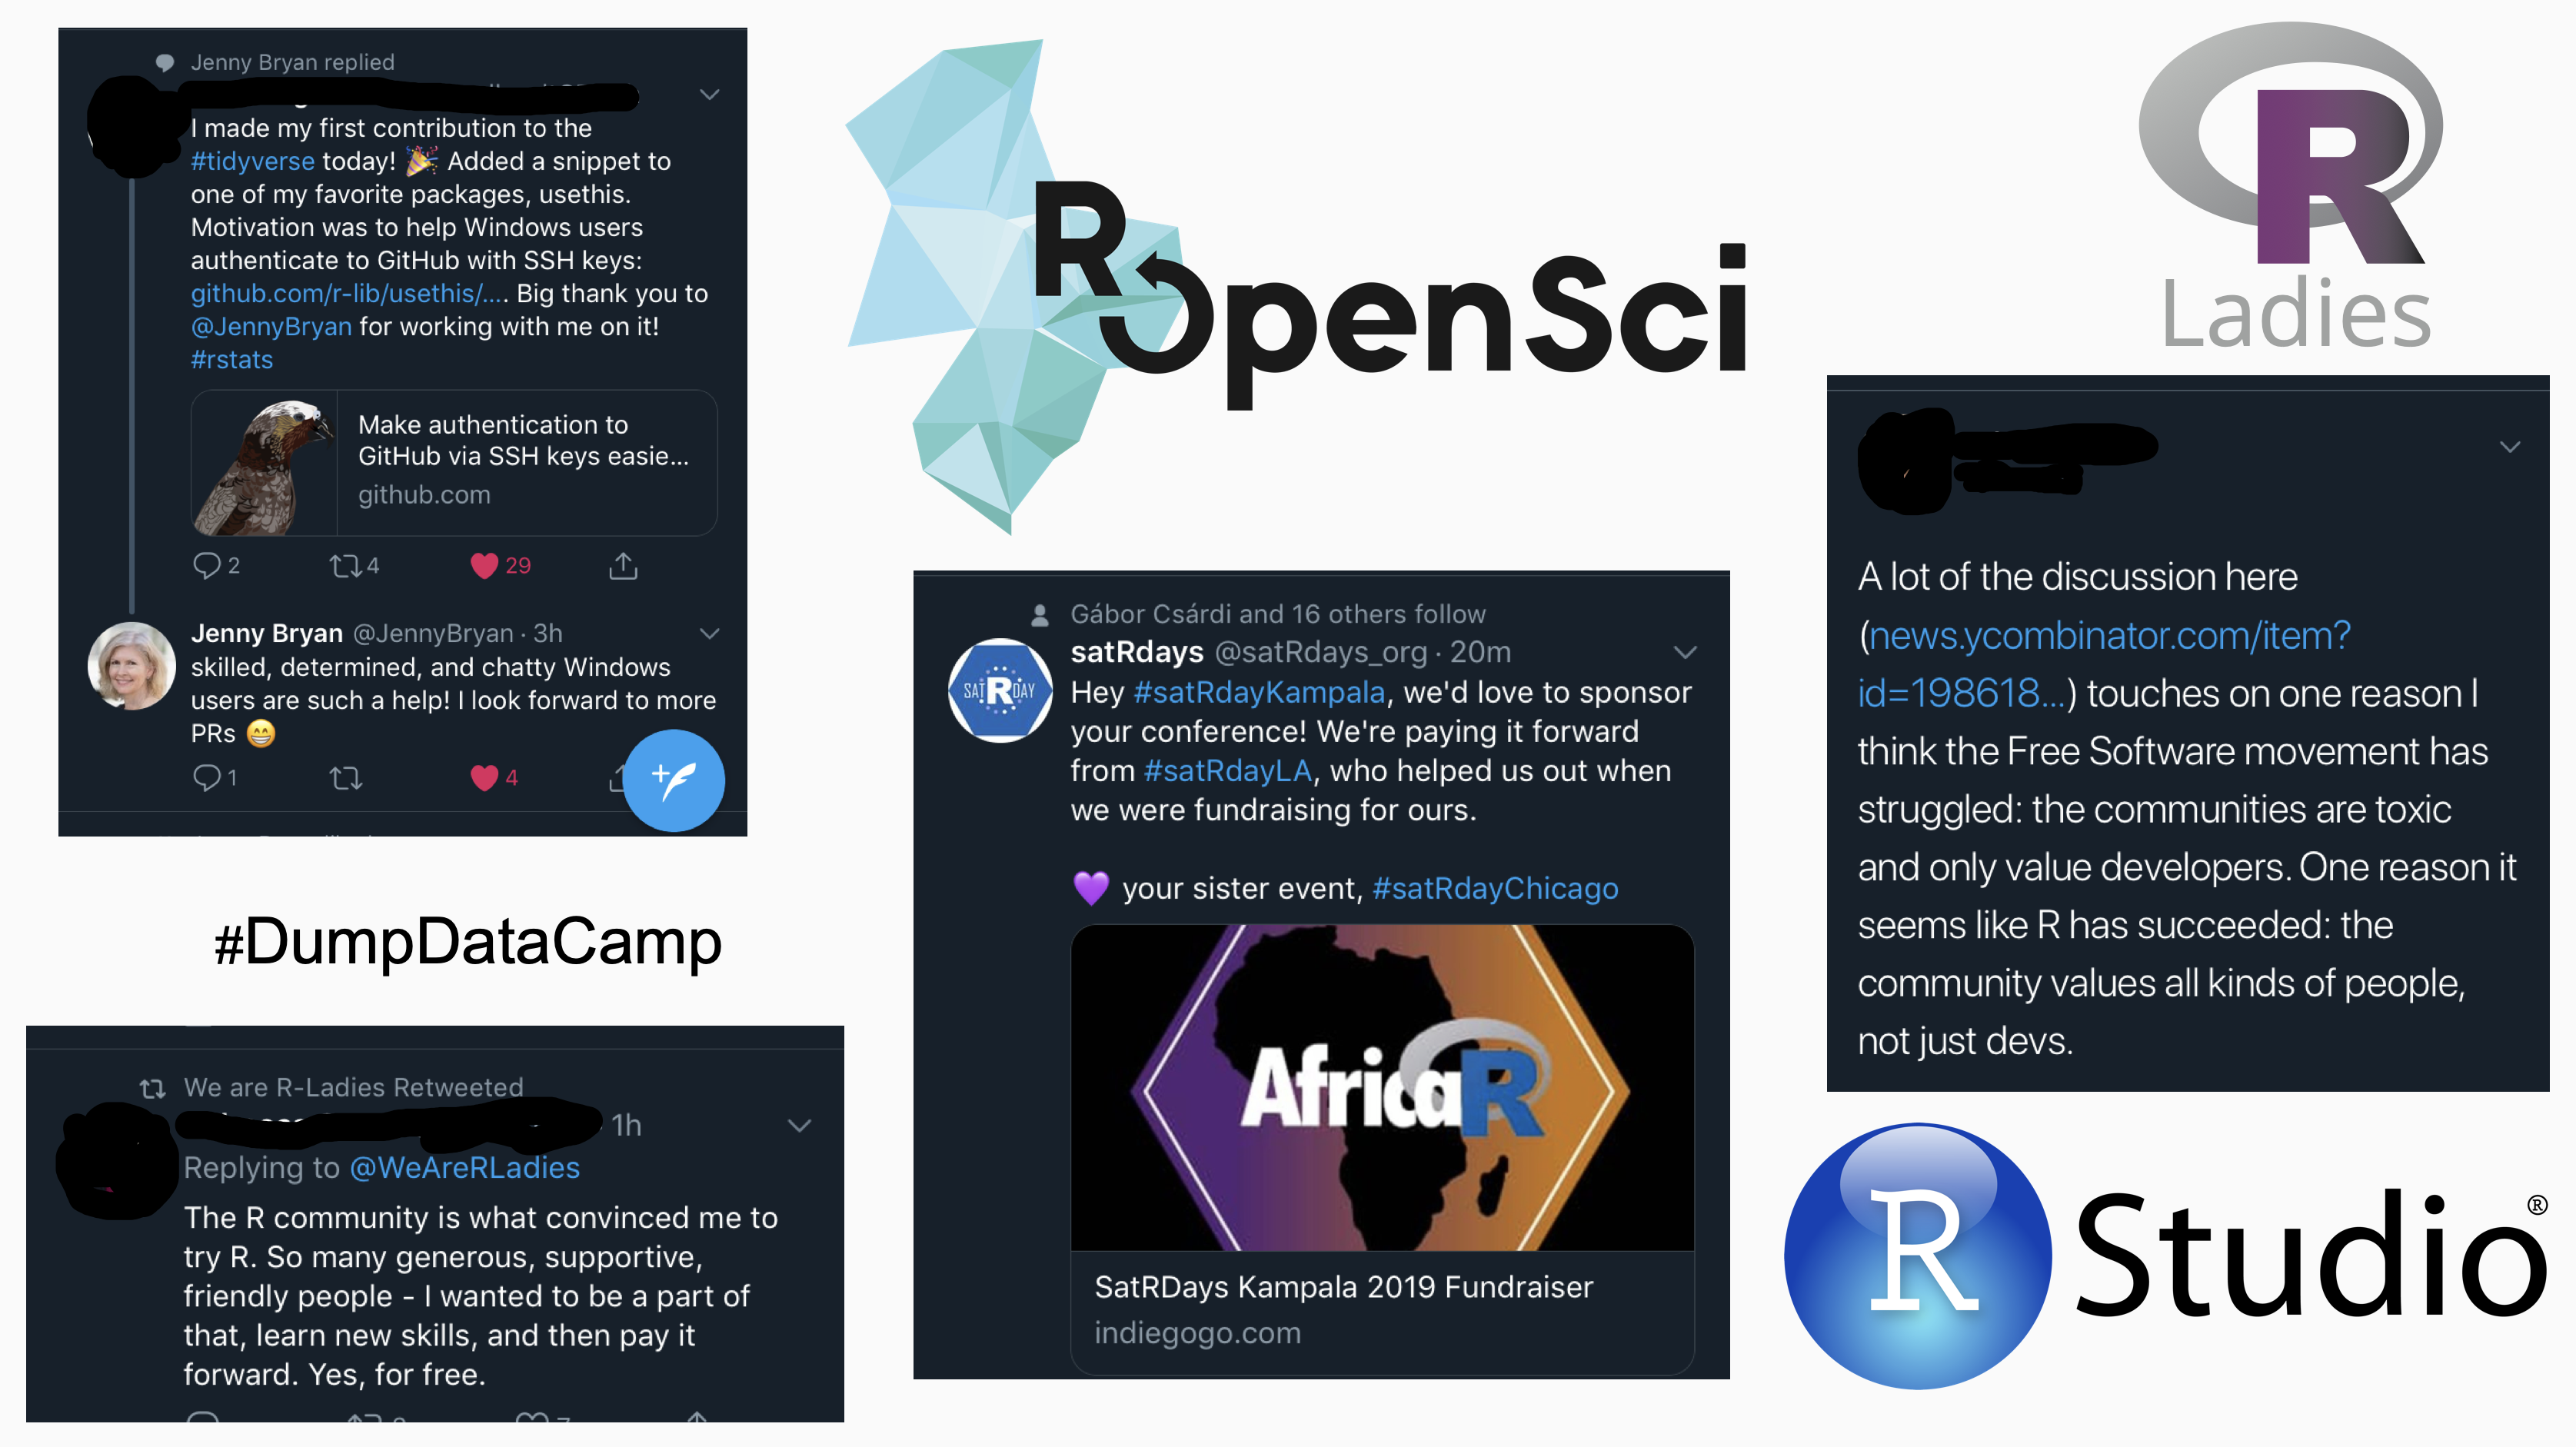 Jenny Bryan replied
I made my first contribution to the
#tidyverse today! 🎉 Added a snippet to
one of my favorite packages, usethis.
Motivation was to help Windows users
authenticate to GitHub with SSH keys:
github.com/r-lib/usethis/.... Big thank you to
@JennyBryan for working with me on it!
#rstats
Make authentication to
GitHub via SSH keys easie...
github.com
2 4 29
Jenny Bryan @JennyBryan · 3h
skilled, determined, and chatty Windows
users are such a help! I look forward to more
PRs 😁
1 4
#DumpDataCamp
We are R-Ladies Retweeted
1h
Replying to @WeAreRLadies
The R community is what convinced me to
try R. So many generous, supportive,
friendly people - I wanted to be a part of
that, learn new skills, and then pay it
forward. Yes, for free.
ROpenSci
Gábor Csárdi and 16 others follow
satRdays @satRdays_org · 20m
SATRDAY
Hey #satRdayKampala, we'd love to sponsor
your conference! We're paying it forward
from #satRdayLA, who helped us out when
we were fundraising for ours.
💜 your sister event, #satRdayChicago
AfricaR
SatRDays Kampala 2019 Fundraiser
indiegogo.com
R
Ladies
A lot of the discussion here
(news.ycombinator.com/item?
id=198618...) touches on one reason I
think the Free Software movement has
struggled: the communities are toxic
and only value developers. One reason it
seems like R has succeeded: the
community values all kinds of people,
not just devs.
R Studio®